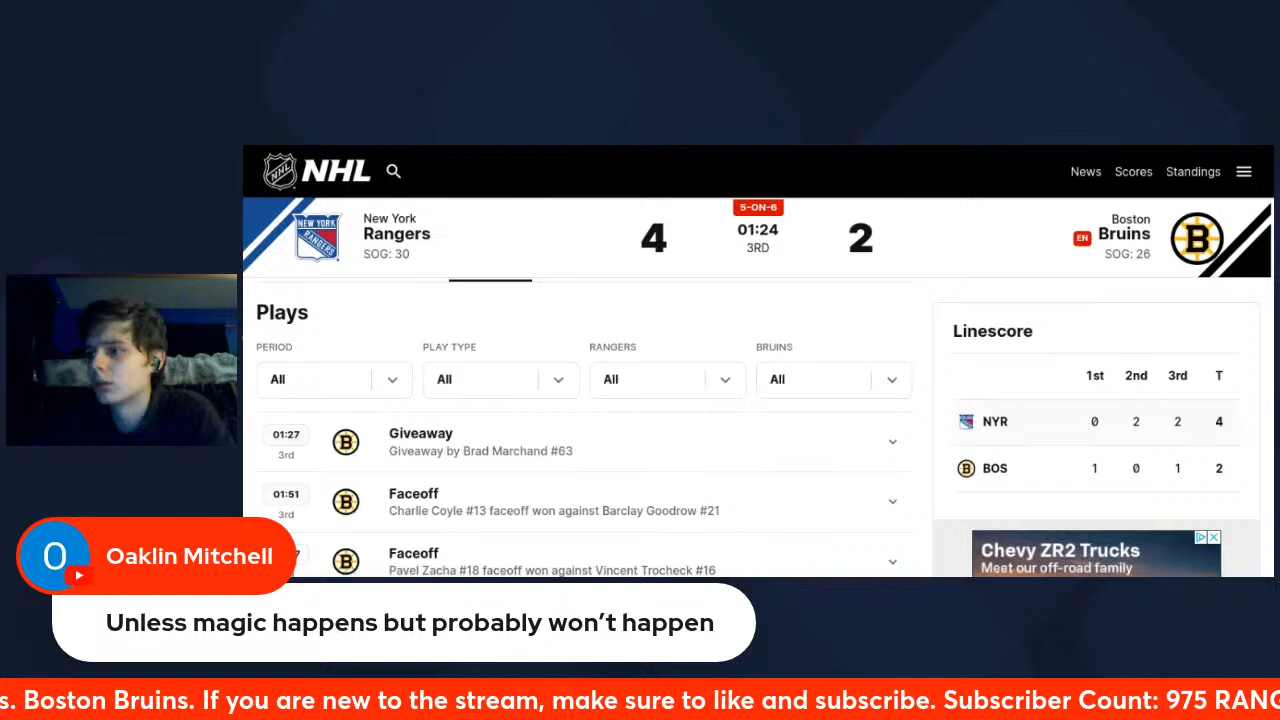 NHL
News Scores Standings
5-ON-6
New York
Rangers
SOG: 30
NEW YORK
RANGERS
4
01:24
3RD
2
Boston
EN Bruins
SOG: 26
B
Plays
PERIOD PLAY TYPE RANGERS BRUINS
All All All All
01:27
3rd
B
Giveaway
Giveaway by Brad Marchand #63
01:51
3rd
B
Faceoff
Charlie Coyle #13 faceoff won against Barclay Goodrow #21
B
Faceoff
Pavel Zacha #18 faceoff won against Vincent Trocheck #16
Linescore
1st 2nd 3rd T
NYR 0 2 2 4
BOS 1 0 1 2
Chevy ZR2 Trucks
Meet our off-road family
O Oaklin Mitchell
Unless magic happens but probably won't happen
s. Boston Bruins. If you are new to the stream, make sure to like and subscribe. Subscriber Count: 975 RANG